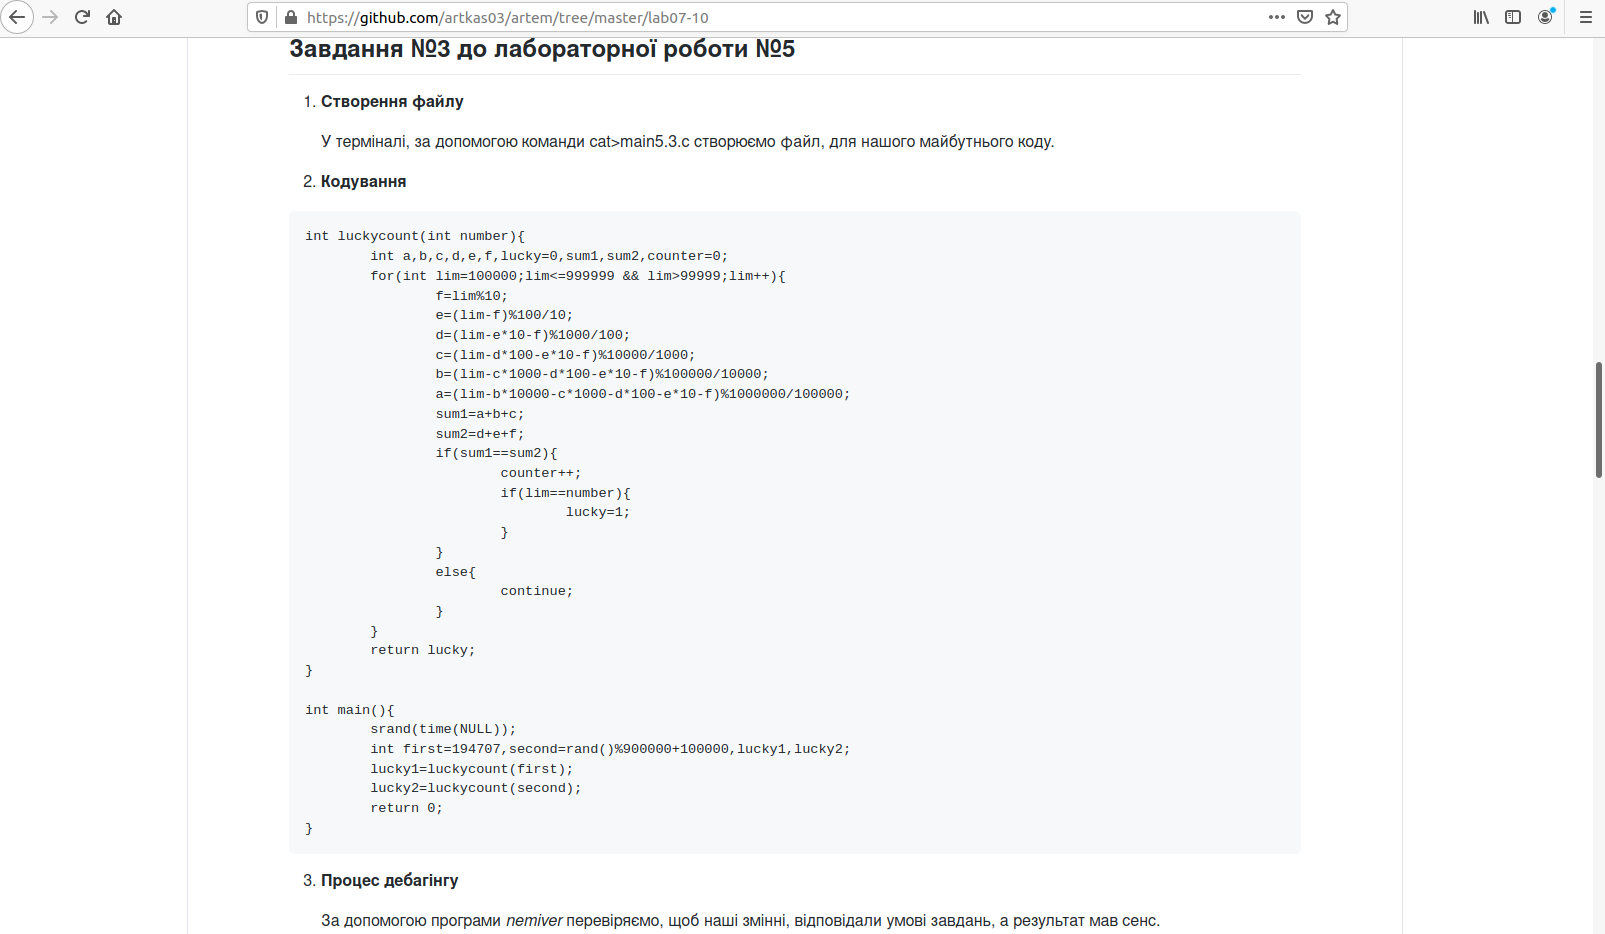 https://github.com/artkas03/artem/tree/master/lab07-10
Завдання №3 до лабораторної роботи №5
1. Створення файлу
У терміналі, за допомогою команди cat>main5.3.c створюємо файл, для нашого майбутнього коду.
2. Кодування
int luckycount(int number){
        int a,b,c,d,e,f,lucky=0,sum1,sum2,counter=0;
        for(int lim=100000;lim<=999999 && lim>99999;lim++){
                f=lim%10;
                e=(lim-f)%100/10;
                d=(lim-e*10-f)%1000/100;
                c=(lim-d*100-e*10-f)%10000/1000;
                b=(lim-c*1000-d*100-e*10-f)%100000/10000;
                a=(lim-b*10000-c*1000-d*100-e*10-f)%1000000/100000;
                sum1=a+b+c;
                sum2=d+e+f;
                if(sum1==sum2){
                        counter++;
                        if(lim==number){
                                lucky=1;
                        }
                }
                else{
                        continue;
                }
        }
        return lucky;
}
int main(){
        srand(time(NULL));
        int first=194707,second=rand()%900000+100000,lucky1,lucky2;
        lucky1=luckycount(first);
        lucky2=luckycount(second);
        return 0;
}
3. Процес дебагінгу
За допомогою програми nemiver перевіряємо, щоб наші змінні, відповідали умові завдань, а результат мав сенс.